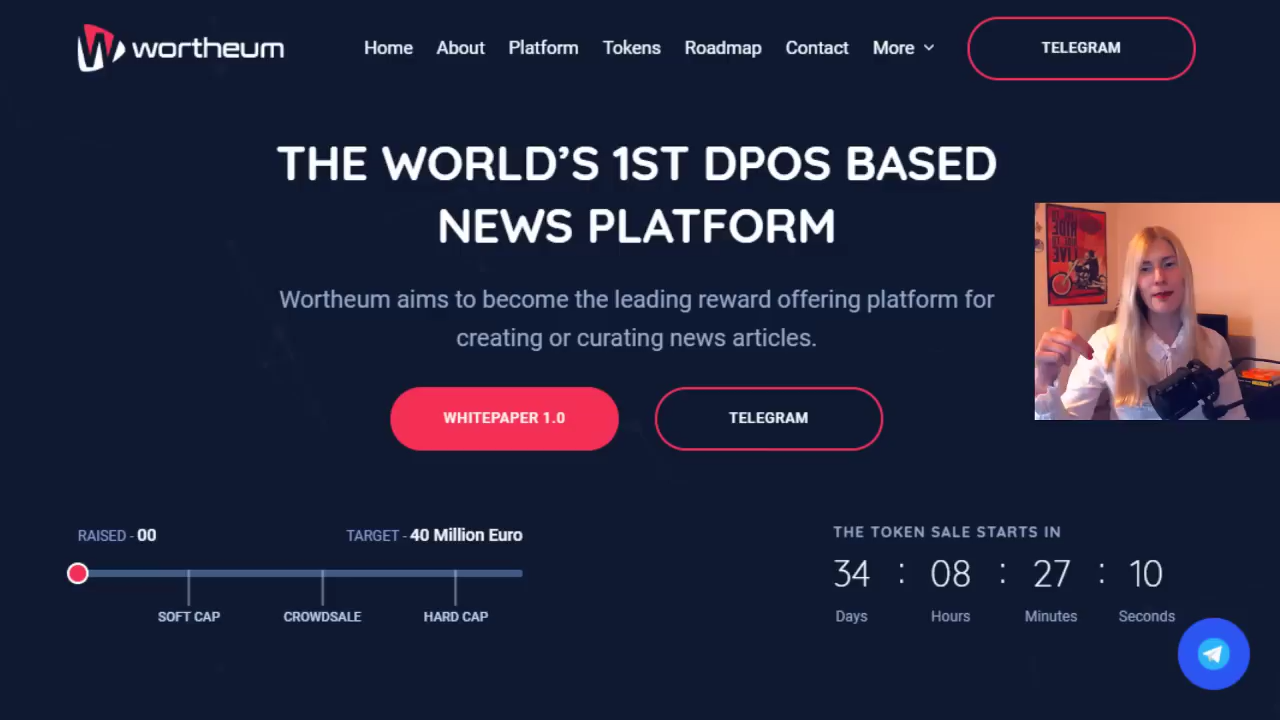 wortheum
Home About Platform Tokens Roadmap Contact More
TELEGRAM
THE WORLD’S 1ST DPOS BASED
NEWS PLATFORM
Wortheum aims to become the leading reward offering platform for
creating or curating news articles.
WHITEPAPER 1.0
TELEGRAM
RAISED - 00
TARGET - 40 Million Euro
SOFT CAP
CROWDSALE
HARD CAP
THE TOKEN SALE STARTS IN
34 : 08 : 27 : 10
Days Hours Minutes Seconds